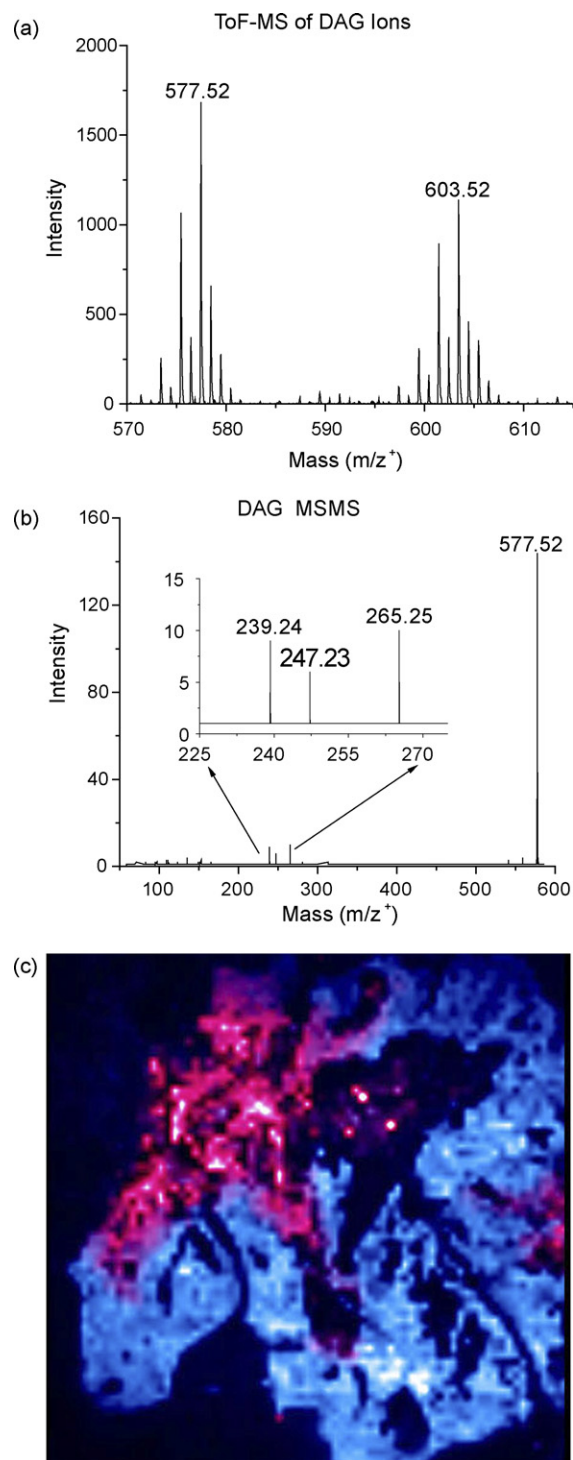 (a)
ToF-MS of DAG Ions
2000
1500
1000
500
0
577.52
603.52
Intensity
570 580 590 600 610
Mass (m/z+)
(b)
DAG MSMS
160
120
80
40
0
577.52
15
10
5
0
239.24
247.23
265.25
225 240 255 270
Intensity
100 200 300 400 500 600
Mass (m/z+)
(c)